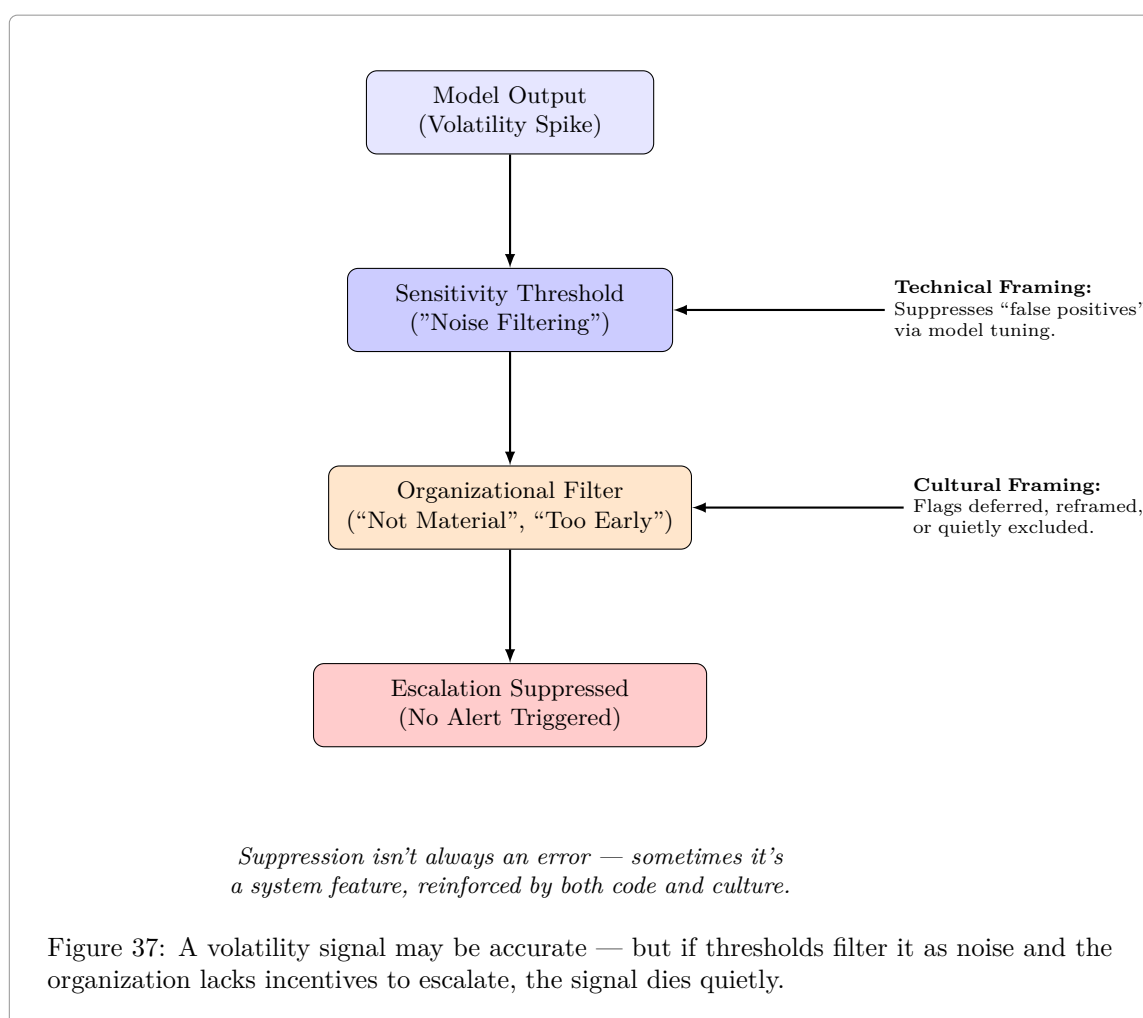 Model Output
(Volatility Spike)
Sensitivity Threshold
(”Noise Filtering”)
Technical Framing:
Suppresses “false positives”
via model tuning.
Organizational Filter
(“Not Material”, “Too Early”)
Cultural Framing:
Flags deferred, reframed,
or quietly excluded.
Escalation Suppressed
(No Alert Triggered)
Suppression isn’t always an error — sometimes it’s
a system feature, reinforced by both code and culture.
Figure 37: A volatility signal may be accurate — but if thresholds filter it as noise and the
organization lacks incentives to escalate, the signal dies quietly.